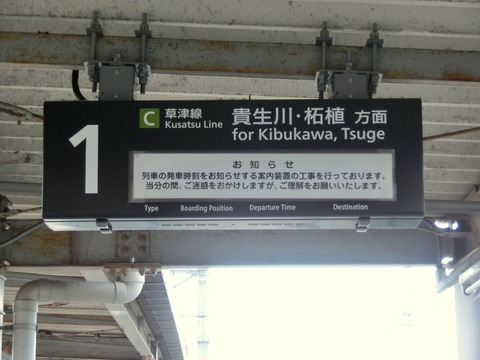 1
C 草津線
Kusatsu Line
貴生川・柘植 方面
for Kibukawa, Tsuge
お知らせ
列車の発車時刻をお知らせする案内装置の工事を行っております。
当分の間、ご迷惑をおかけしますが、ご理解をお願いいたします。
Type Boarding Position Departure Time Destination